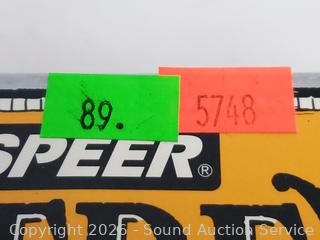 89.
5748
SPEER®
Copyright 2026 - Sound Auction Service